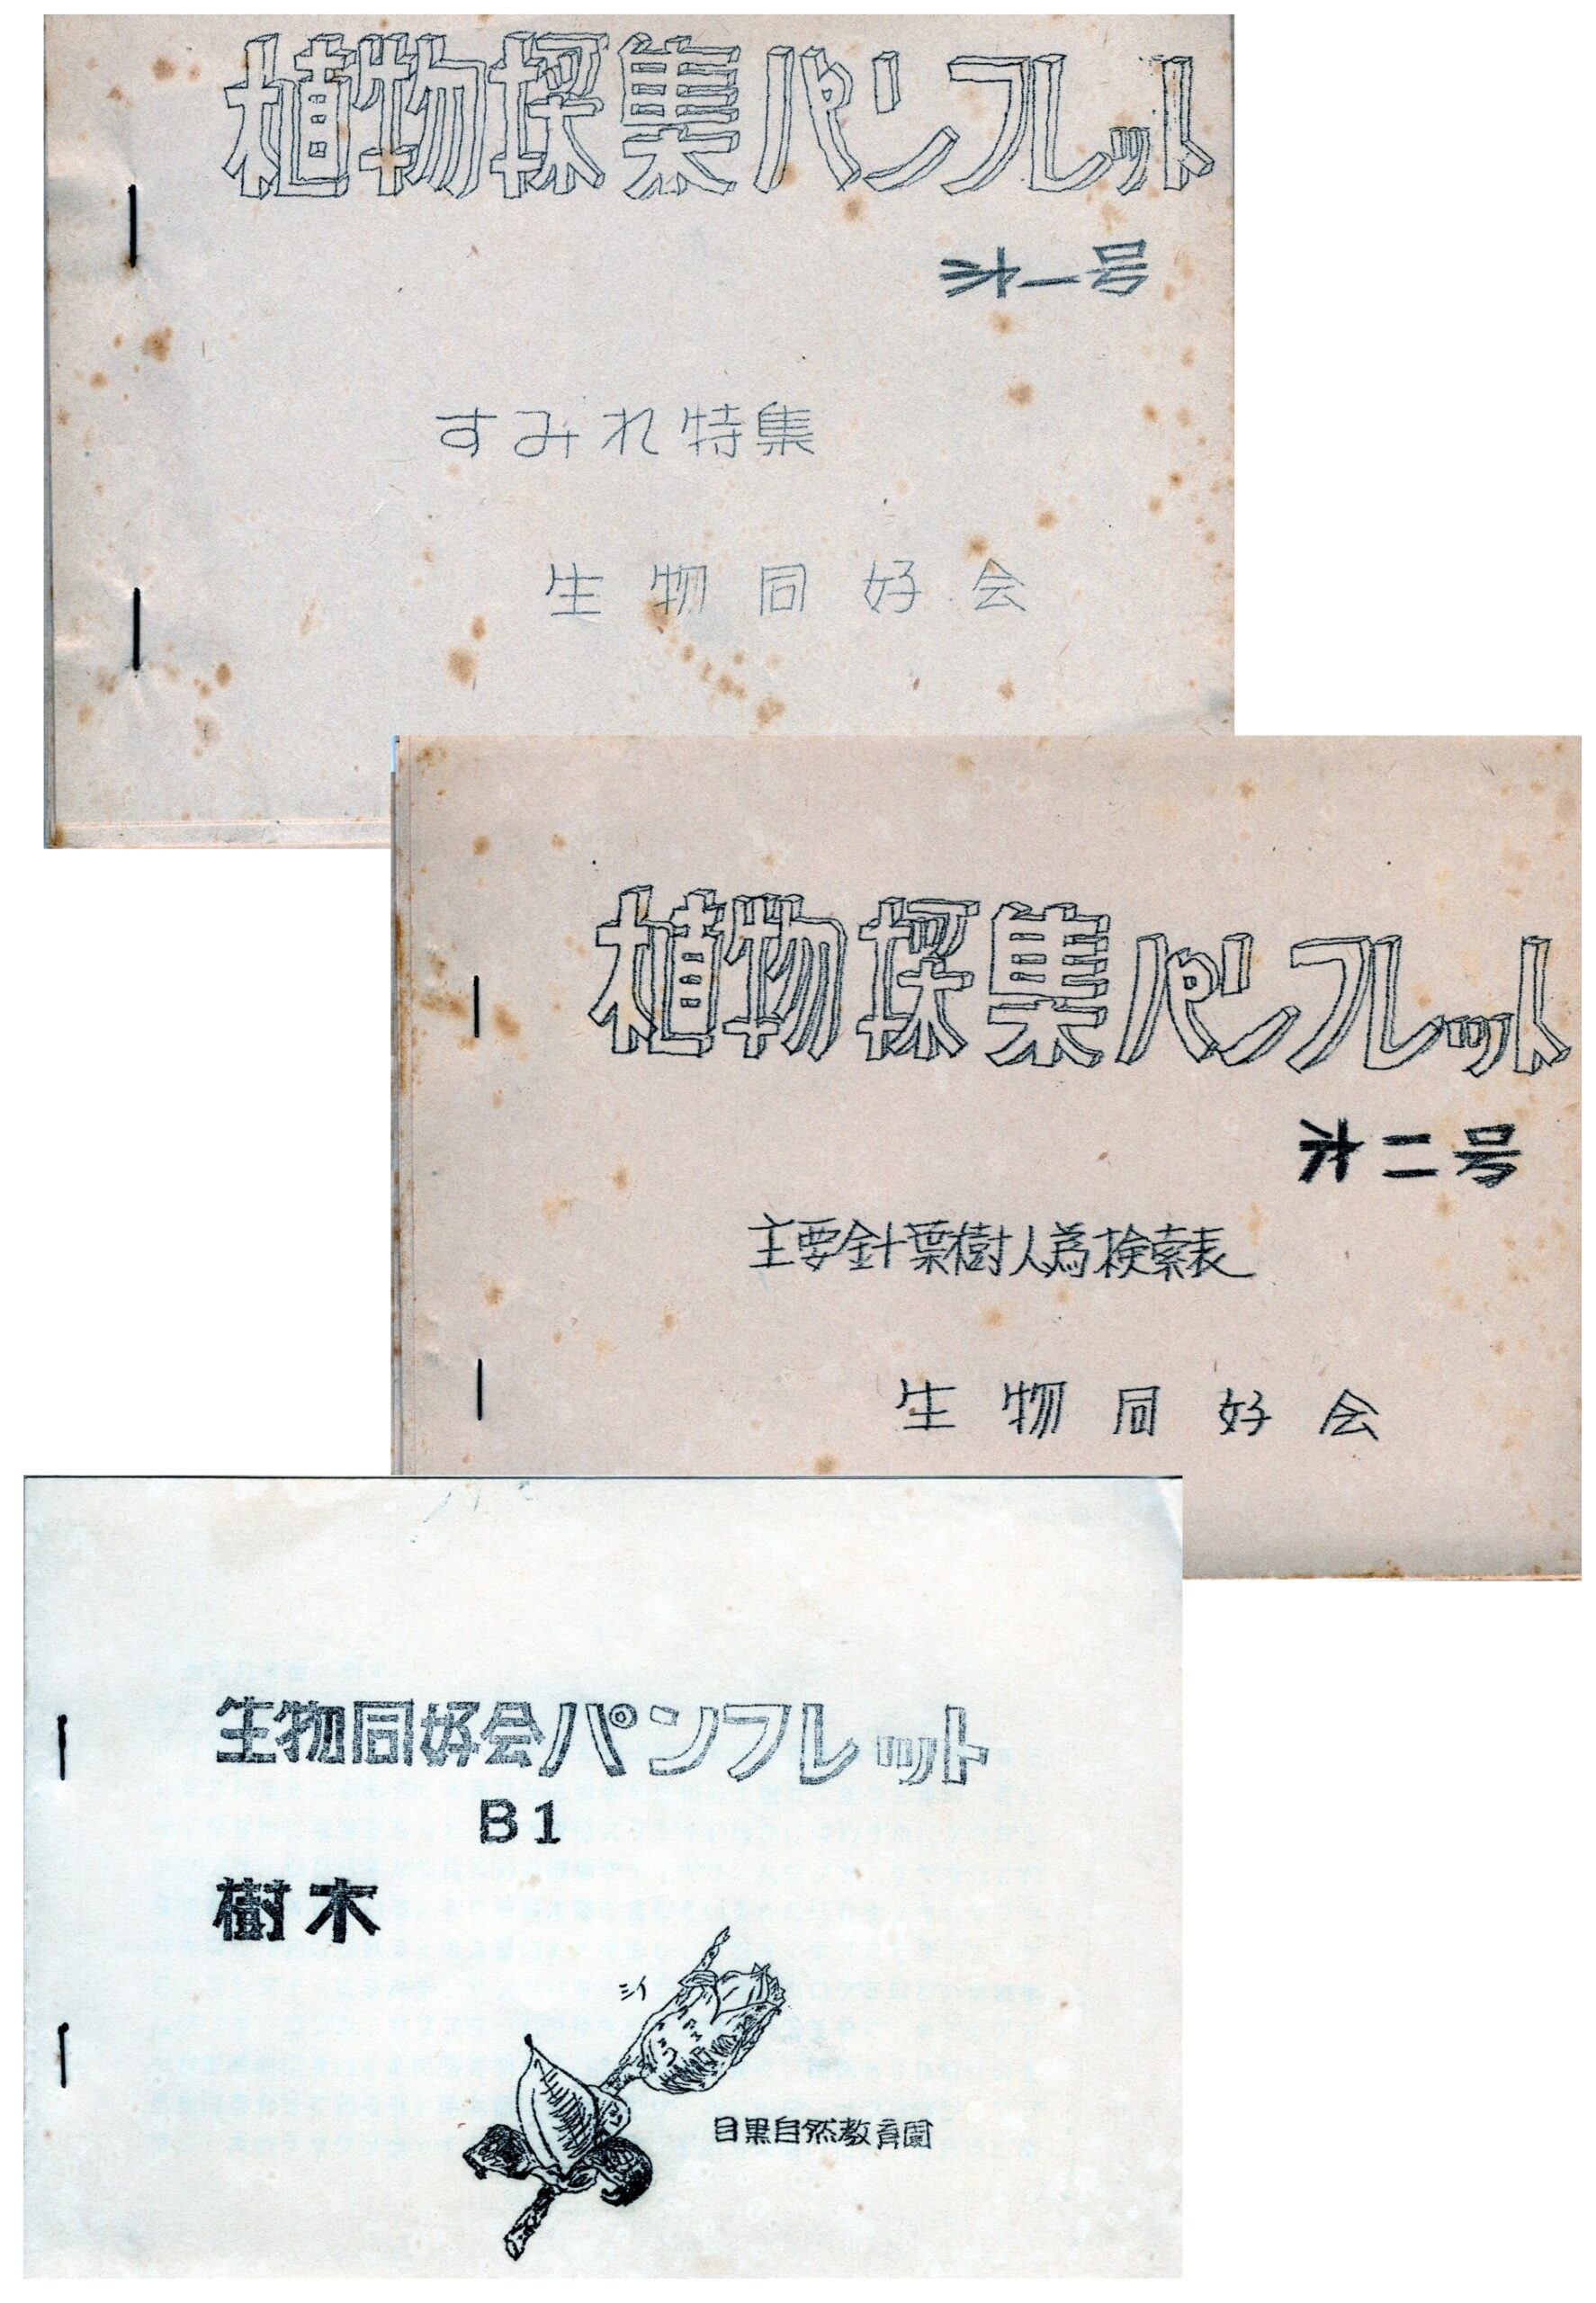 植物採集パンフレット
㐧一号
すみれ特集
生物同好会
植物採集パンフレット
㐧二号
主要針葉樹人為検索表
生物同好会
生物同好会パンフレット
B1
樹木
シイ
目黒自然教育園